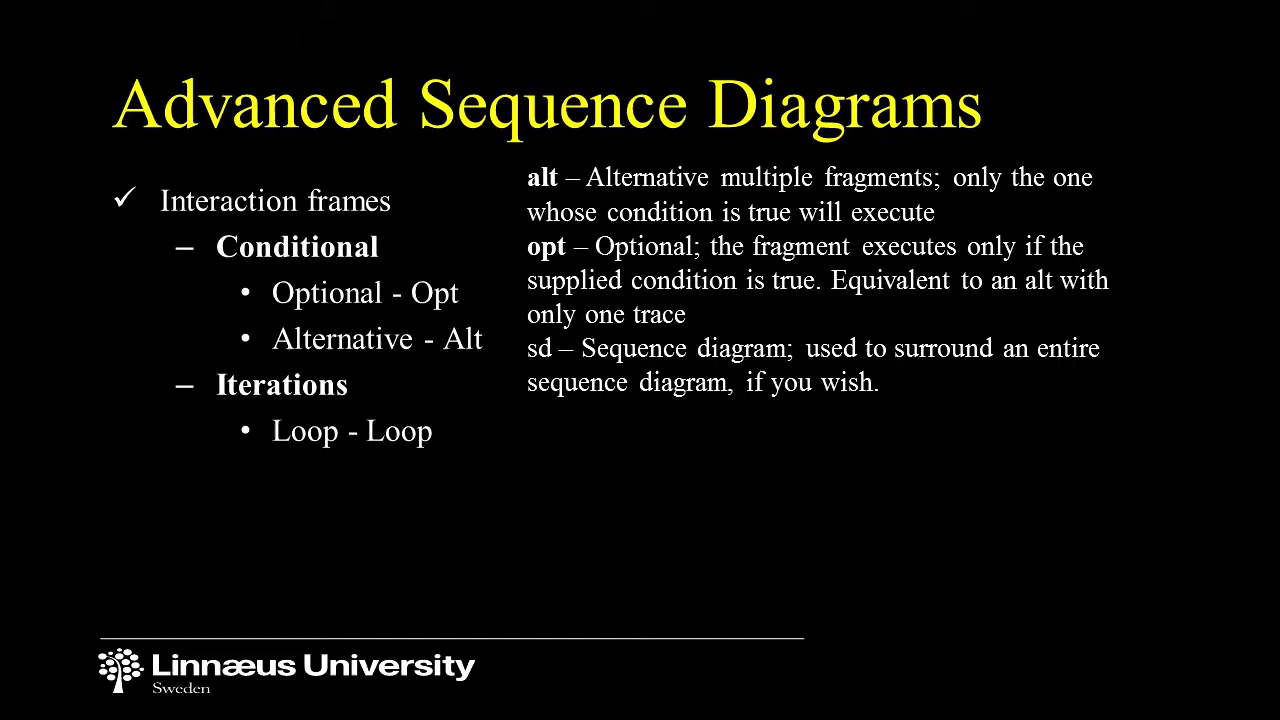 Advanced Sequence Diagrams
✓ Interaction frames
– Conditional
• Optional - Opt
• Alternative - Alt
– Iterations
• Loop - Loop
alt – Alternative multiple fragments; only the one
whose condition is true will execute
opt – Optional; the fragment executes only if the
supplied condition is true. Equivalent to an alt with
only one trace
sd – Sequence diagram; used to surround an entire
sequence diagram, if you wish.
Linnæus University
Sweden